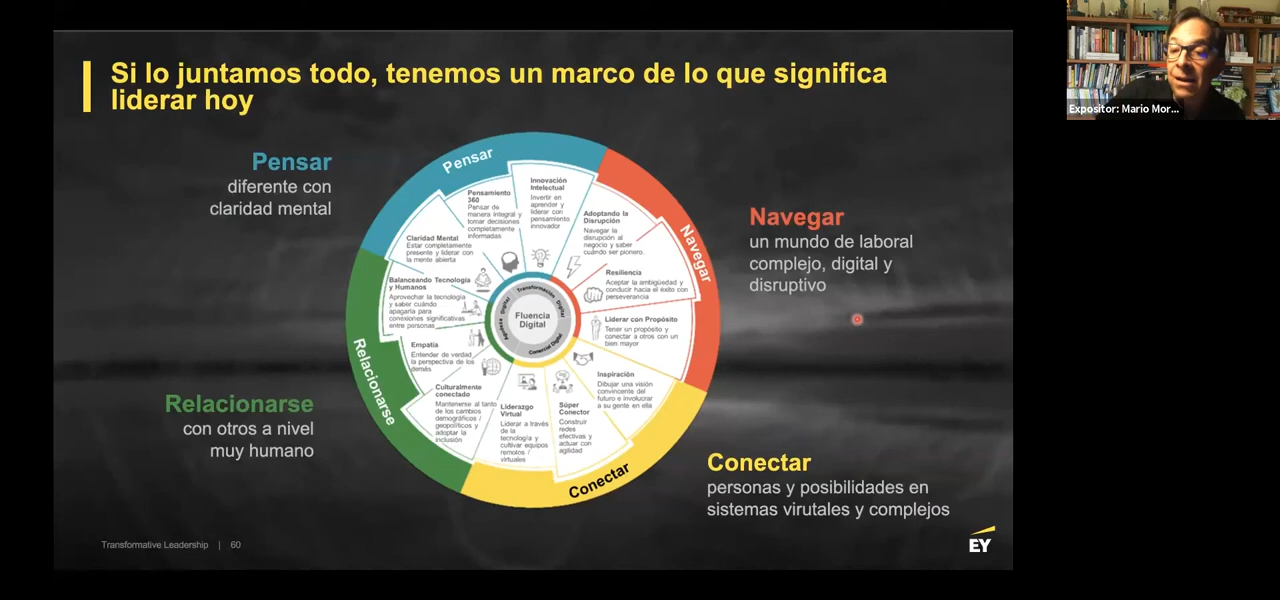 Si lo juntamos todo, tenemos un marco de lo que significa
liderar hoy
Pensar
diferente con
claridad mental
Navegar
un mundo de laboral
complejo, digital y
disruptivo
Relacionarse
con otros a nivel
muy humano
Conectar
personas y posibilidades en
sistemas virutales y complejos
Pensar
Innovación
Intelectual
Invertir en
aprender y
liderar con
pensamiento
innovador
Navegar
Adoptando la
Disrupción
Navegar la
disrupción al
negocio y saber
cuándo ser pionero.
Resiliencia
Aceptar la ambigüedad y
conducir hacia el éxito con
perseverancia
Liderar con Propósito
Tener un propósito y
conectar a otros con un
bien mayor
Conectar
Inspiración
Dibujar una visión
convincente del
futuro e involucrar
a su gente en ella
Súper
Conector
Construir
redes
efectivas y
actuar con
agilidad
Liderazgo
Virtual
Liderar a través
de la
tecnología y
cultivar equipos
remotos /
virtuales
Relacionarse
Culturalmente
conectado
Mantenerse al tanto
de los cambios
demográficos /
geopolíticos y
adoptar la
inclusión
Empatía
Entender de verdad
la perspectiva de los
demás
Balanceando Tecnología
y Humanos
Aprovechar la tecnología
y saber cuándo
apagarla para
conexiones significativas
entre personas
Claridad Mental
Estar completamente
presente y liderar con
la mente abierta
Pensamiento
360
Pensar de
manera integral y
tomar decisiones
completamente
informadas
Fluencia
Digital
Transformación Digital
Digital
Transformative Leadership | 60
EY
Expositor: Mario Mor...